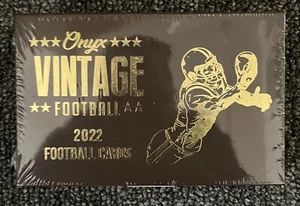 Onyx
VINTAGE
FOOTBALL
2022
FOOTBALL CARDS